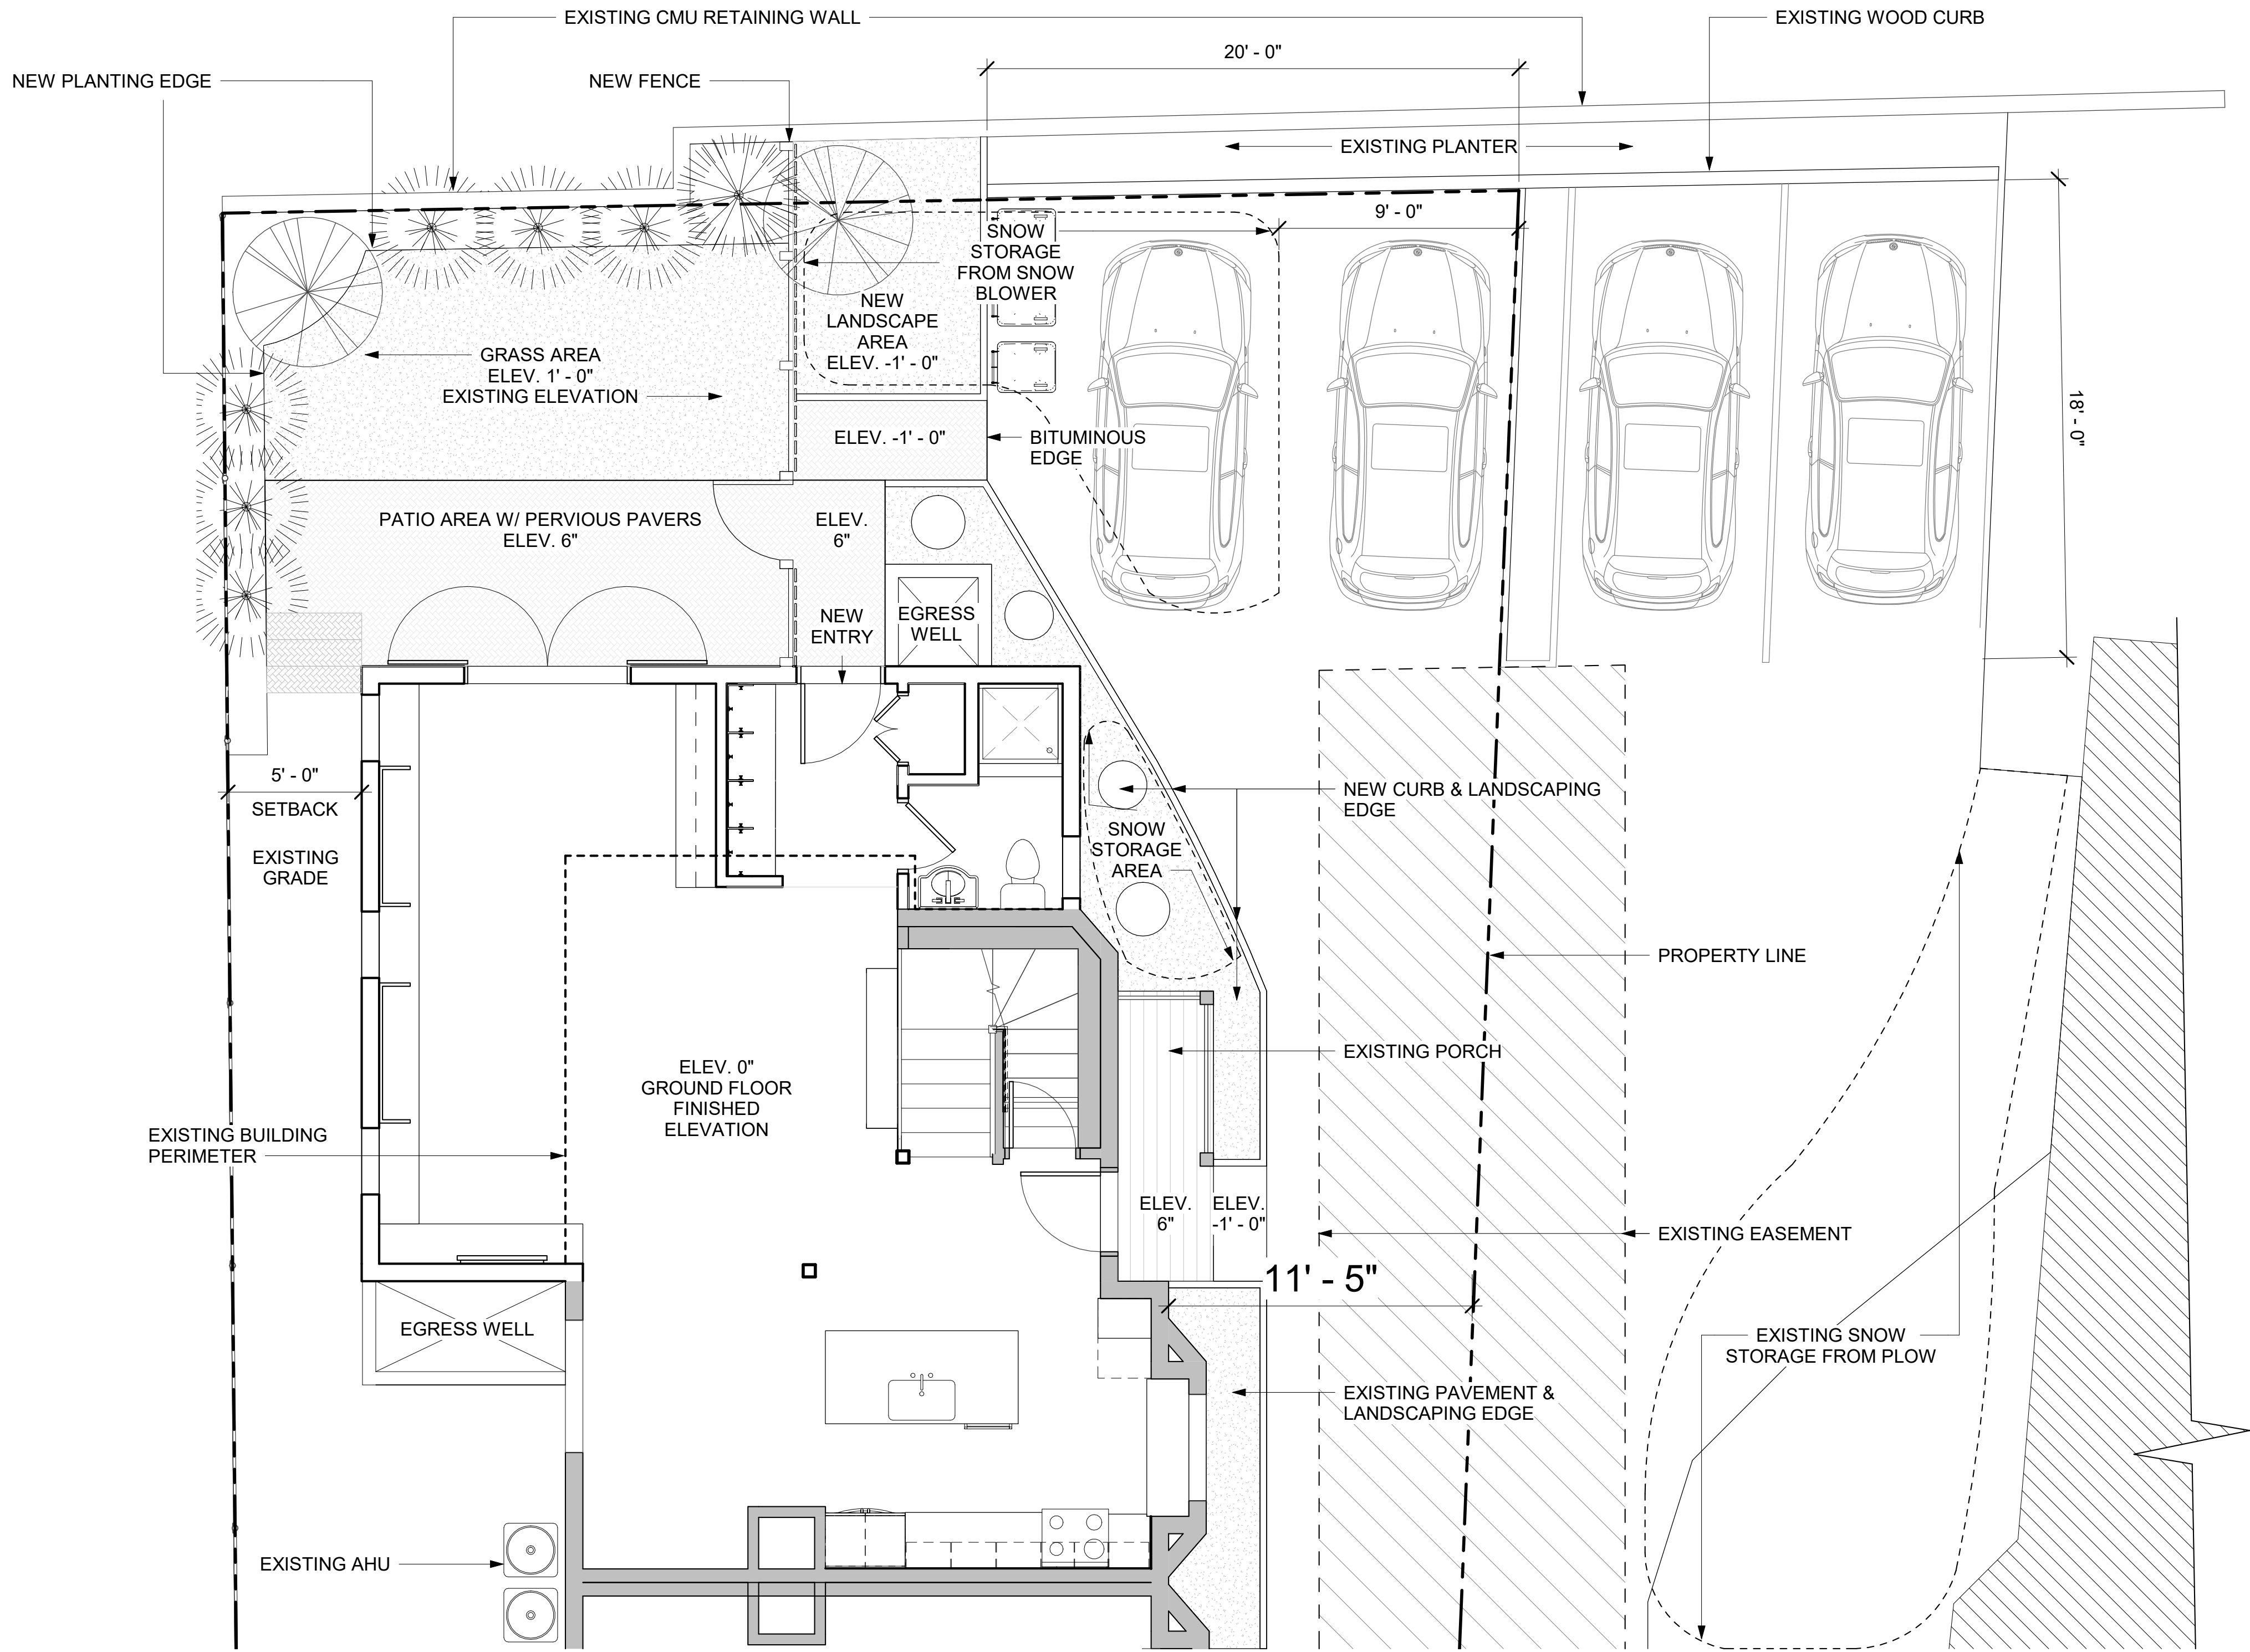 EXISTING CMU RETAINING WALL
EXISTING WOOD CURB
20' - 0"
NEW PLANTING EDGE
NEW FENCE
EXISTING PLANTER
9' - 0"
SNOW
STORAGE
FROM SNOW
BLOWER
NEW
LANDSCAPE
AREA
ELEV. -1' - 0"
GRASS AREA
ELEV. 1' - 0"
EXISTING ELEVATION
18' - 0"
ELEV. -1' - 0"
BITUMINOUS
EDGE
PATIO AREA W/ PERVIOUS PAVERS
ELEV. 6"
ELEV.
6"
NEW
ENTRY
EGRESS
WELL
5' - 0"
SETBACK
EXISTING
GRADE
NEW CURB & LANDSCAPING
EDGE
SNOW
STORAGE
AREA
PROPERTY LINE
ELEV. 0"
GROUND FLOOR
FINISHED
ELEVATION
EXISTING PORCH
EXISTING BUILDING
PERIMETER
ELEV.
6"
ELEV.
-1' - 0"
EXISTING EASEMENT
11' - 5"
EGRESS WELL
EXISTING SNOW
STORAGE FROM PLOW
EXISTING PAVEMENT &
LANDSCAPING EDGE
EXISTING AHU